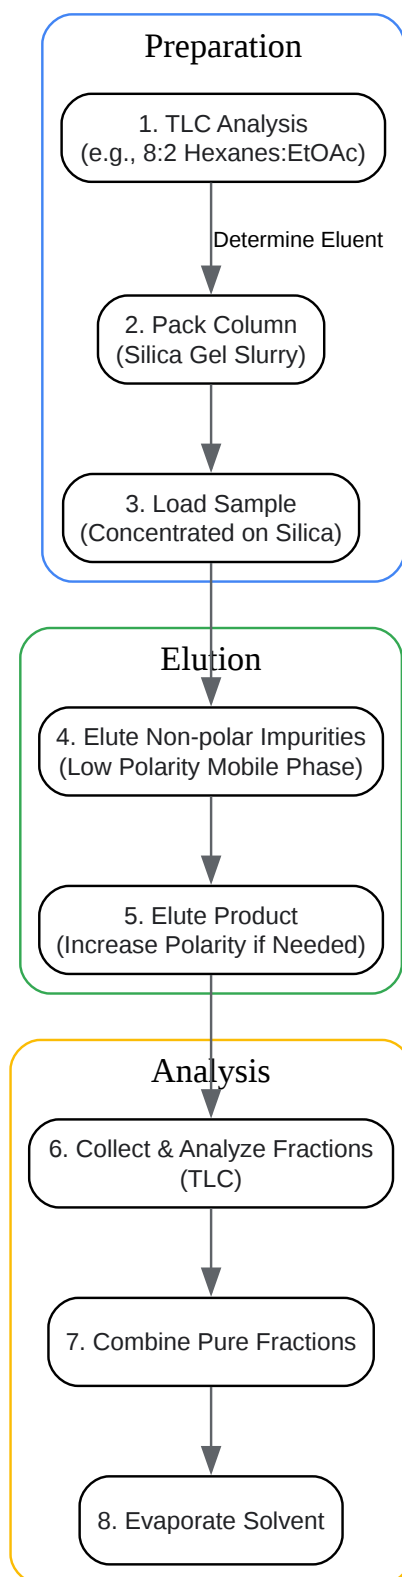 Preparation
1. TLC Analysis
(e.g., 8:2 Hexanes:EtOAc)
Determine Eluent
2. Pack Column
(Silica Gel Slurry)
3. Load Sample
(Concentrated on Silica)
Elution
4. Elute Non-polar Impurities
(Low Polarity Mobile Phase)
5. Elute Product
(Increase Polarity if Needed)
Analysis
6. Collect & Analyze Fractions
(TLC)
7. Combine Pure Fractions
8. Evaporate Solvent